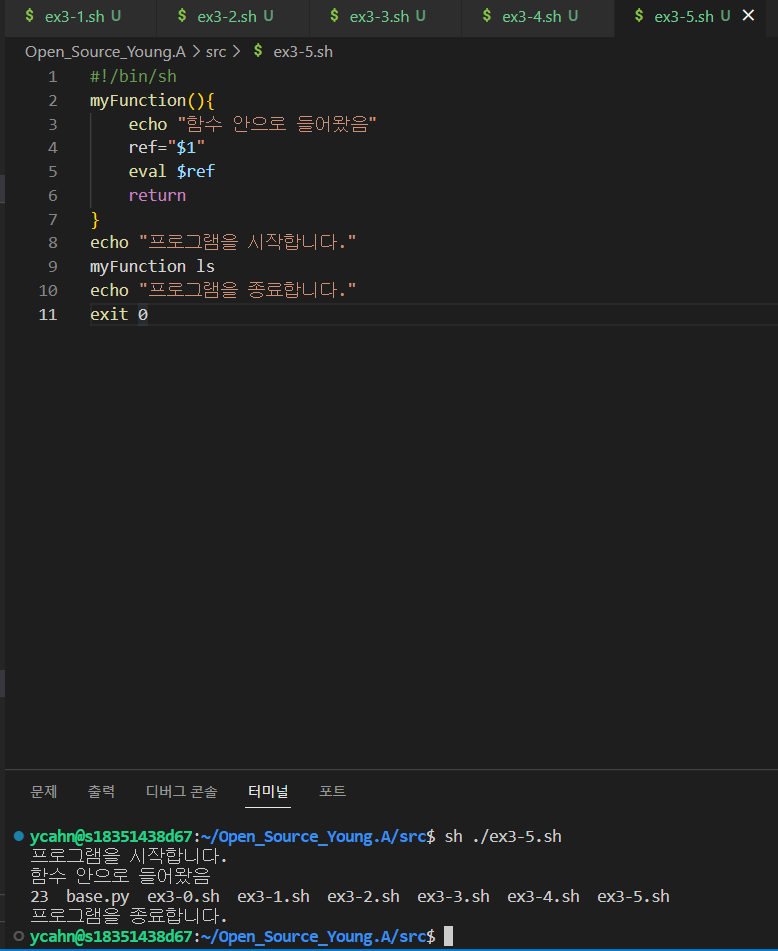 $ ex3-1.sh U $ ex3-2.sh U $ ex3-3.sh U $ ex3-4.sh U $ ex3-5.sh U ×
Open_Source_Young.A > src > $ ex3-5.sh
1 #!/bin/sh
2 myFunction(){
3 echo "함수 안으로 들어왔음"
4 ref="$1"
5 eval $ref
6 return
7 }
8 echo "프로그램을 시작합니다."
9 myFunction ls
10 echo "프로그램을 종료합니다."
11 exit 0
문제 출력 디버그 콘솔 터미널 포트
ycahn@s18351438d67:~/Open_Source_Young.A/src$ sh ./ex3-5.sh
프로그램을 시작합니다.
함수 안으로 들어왔음
23 base.py ex3-0.sh ex3-1.sh ex3-2.sh ex3-3.sh ex3-4.sh ex3-5.sh
프로그램을 종료합니다.
ycahn@s18351438d67:~/Open_Source_Young.A/src$